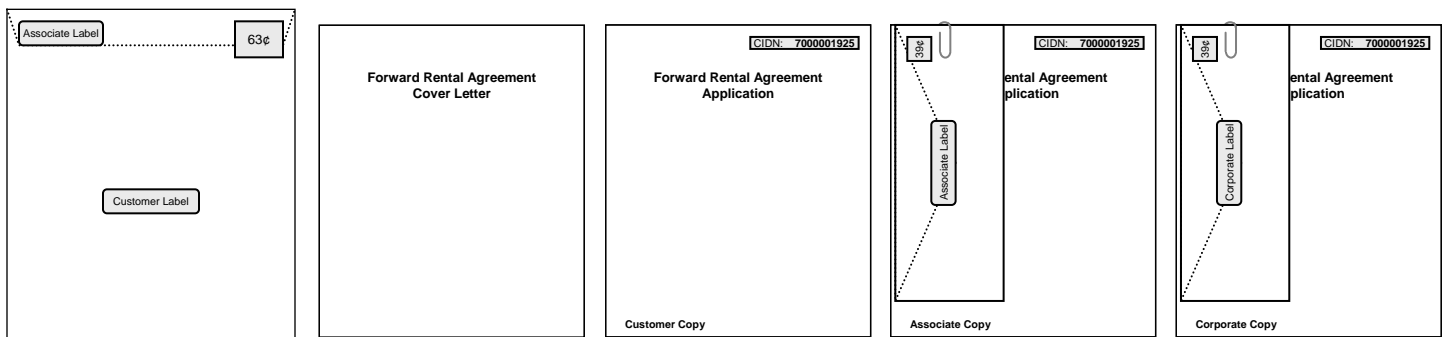 Associate Label
63¢
Customer Label
Forward Rental Agreement
Cover Letter
CIDN: 7000001925
Forward Rental Agreement
Application
Customer Copy
39¢
CIDN: 7000001925
ental Agreement
plication
Associate Label
Associate Copy
39¢
CIDN: 7000001925
ental Agreement
plication
Corporate Label
Corporate Copy